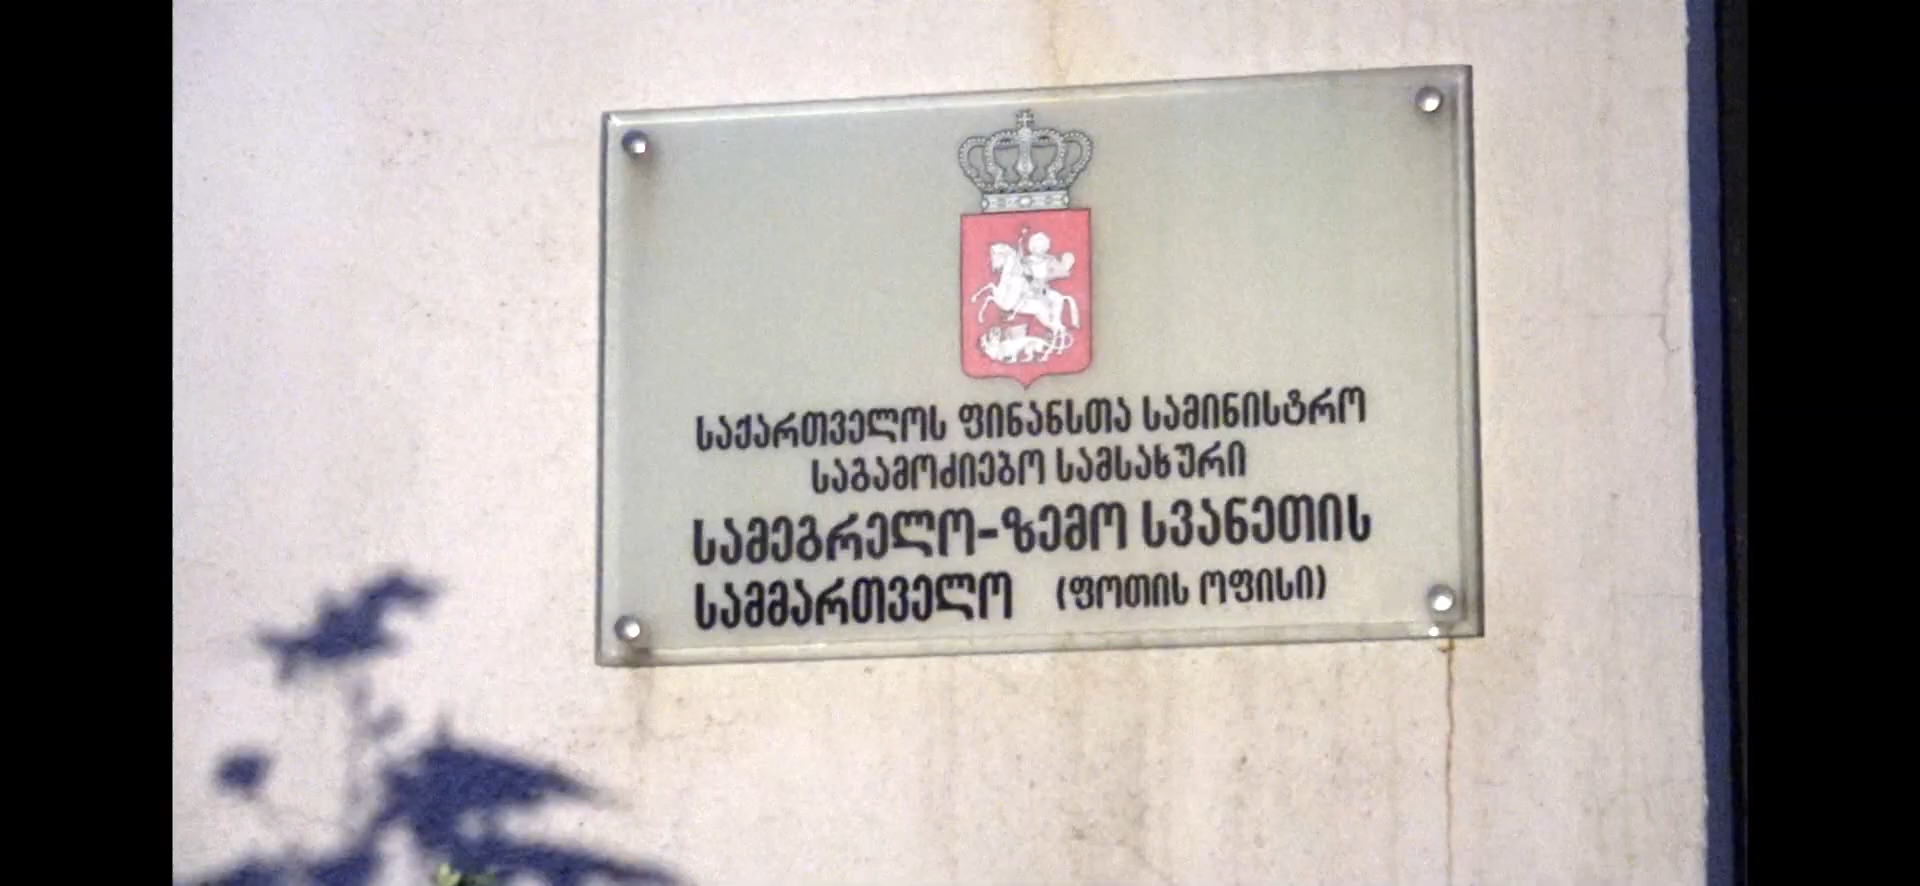 საქართველოს ფინანსთა სამინისტრო
საგამოძიებო სამსახური
სამეგრელო-ზემო სვანეთის
სამმართველო (ფოთის ოფისი)